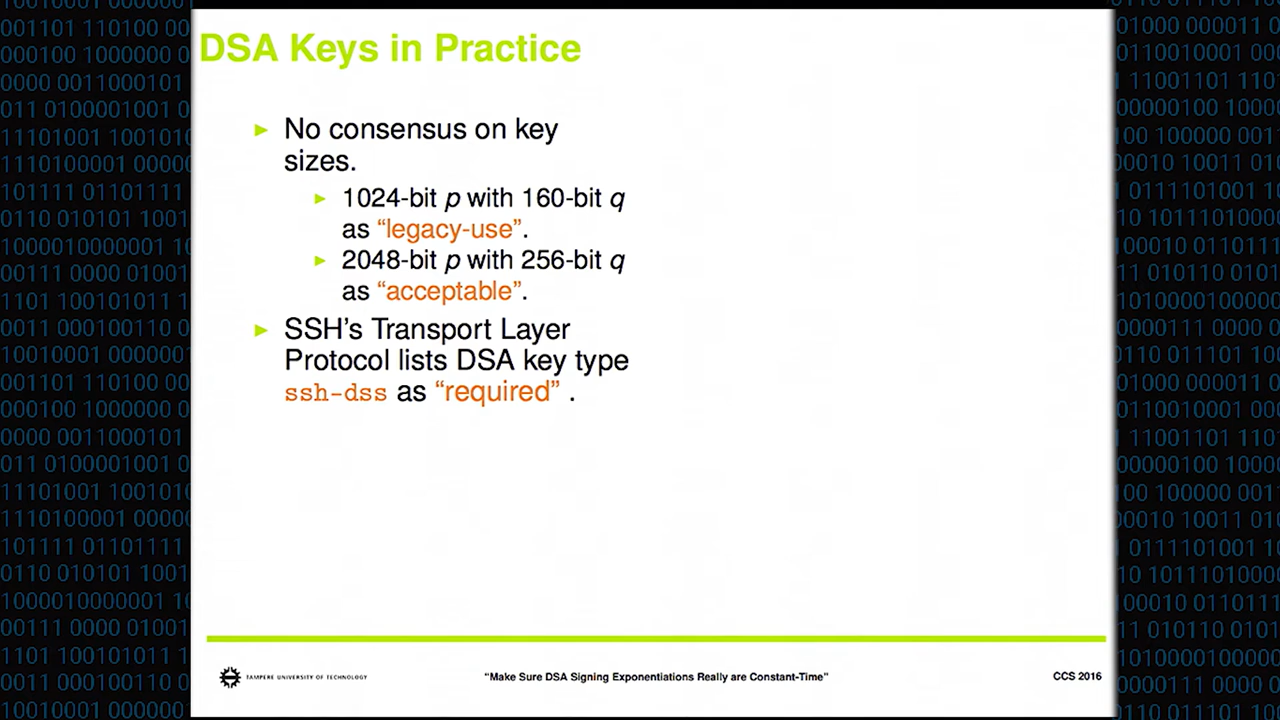 DSA Keys in Practice
► No consensus on key
sizes.
► 1024-bit p with 160-bit q
as “legacy-use”.
► 2048-bit p with 256-bit q
as “acceptable”.
► SSH’s Transport Layer
Protocol lists DSA key type
ssh-dss as “required” .
TAMPERE UNIVERSITY OF TECHNOLOGY
“Make Sure DSA Signing Exponentiations Really are Constant-Time”
CCS 2016